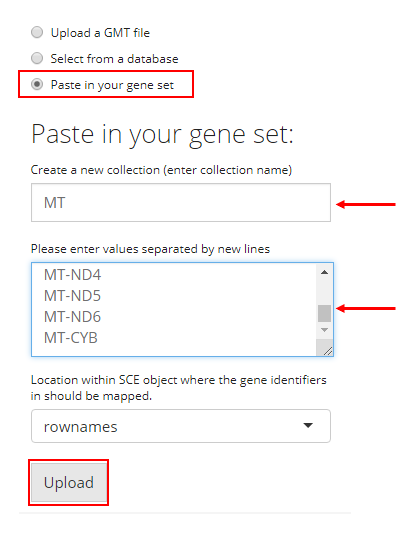 Upload a GMT file
Select from a database
Paste in your gene set
Paste in your gene set:
Create a new collection (enter collection name)
MT
Please enter values separated by new lines
MT-ND4
MT-ND5
MT-ND6
MT-CYB
Location within SCE object where the gene identifiers
in should be mapped.
rownames
Upload